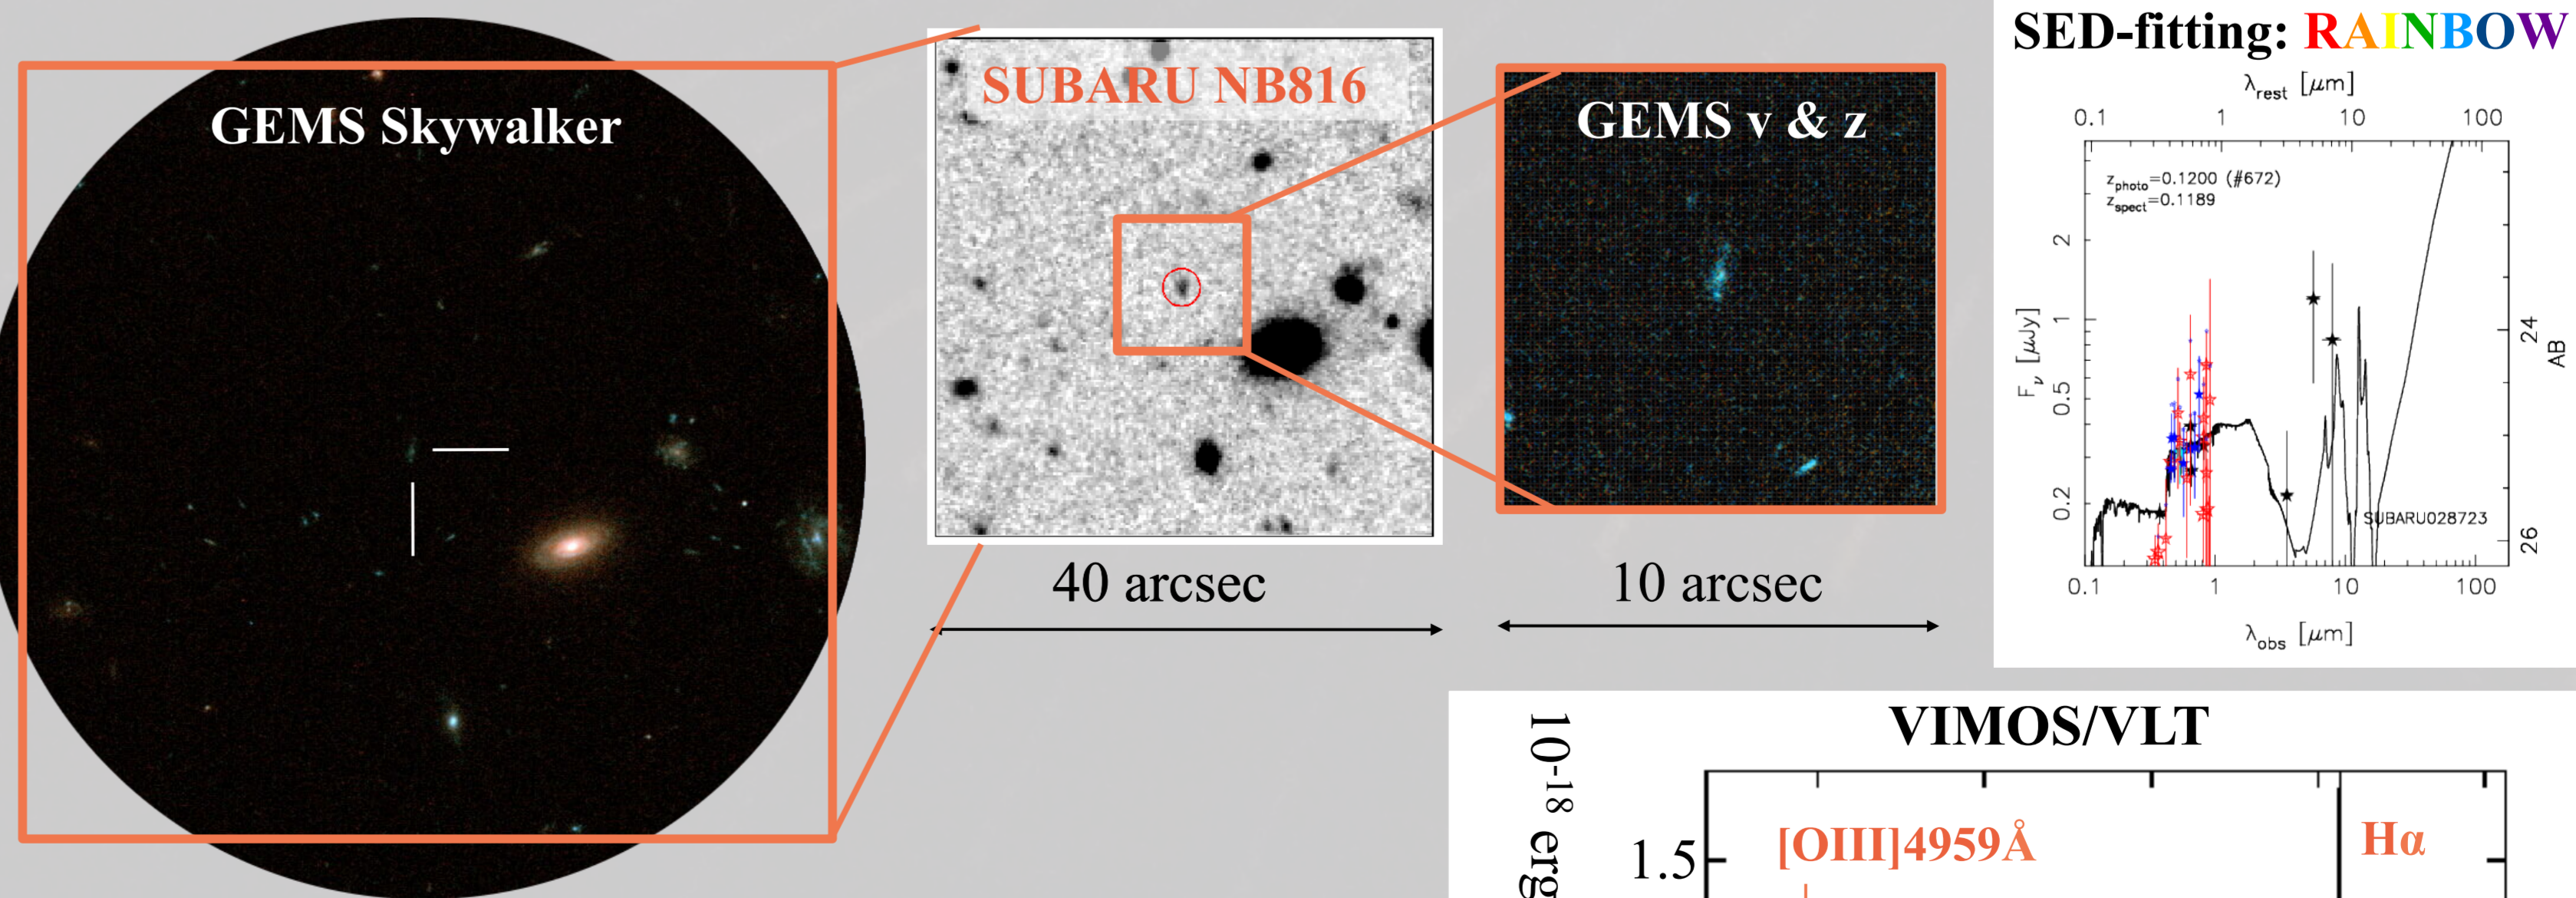 GEMS Skywalker
SUBARU NB816
40 arcsec
GEMS v & z
10 arcsec
SED-fitting: RAINBOW
λrest [μm]
0.1 1 10 100
zphoto=0.1200 (#672)
zspect=0.1189
Fν [μJy]
2
1
0.5
0.2
24
26
AB
SUBARU028723
0.1 1 10 100
λobs [μm]
VIMOS/VLT
10-18 erg
1.5
[OIII]4959Å
Hα